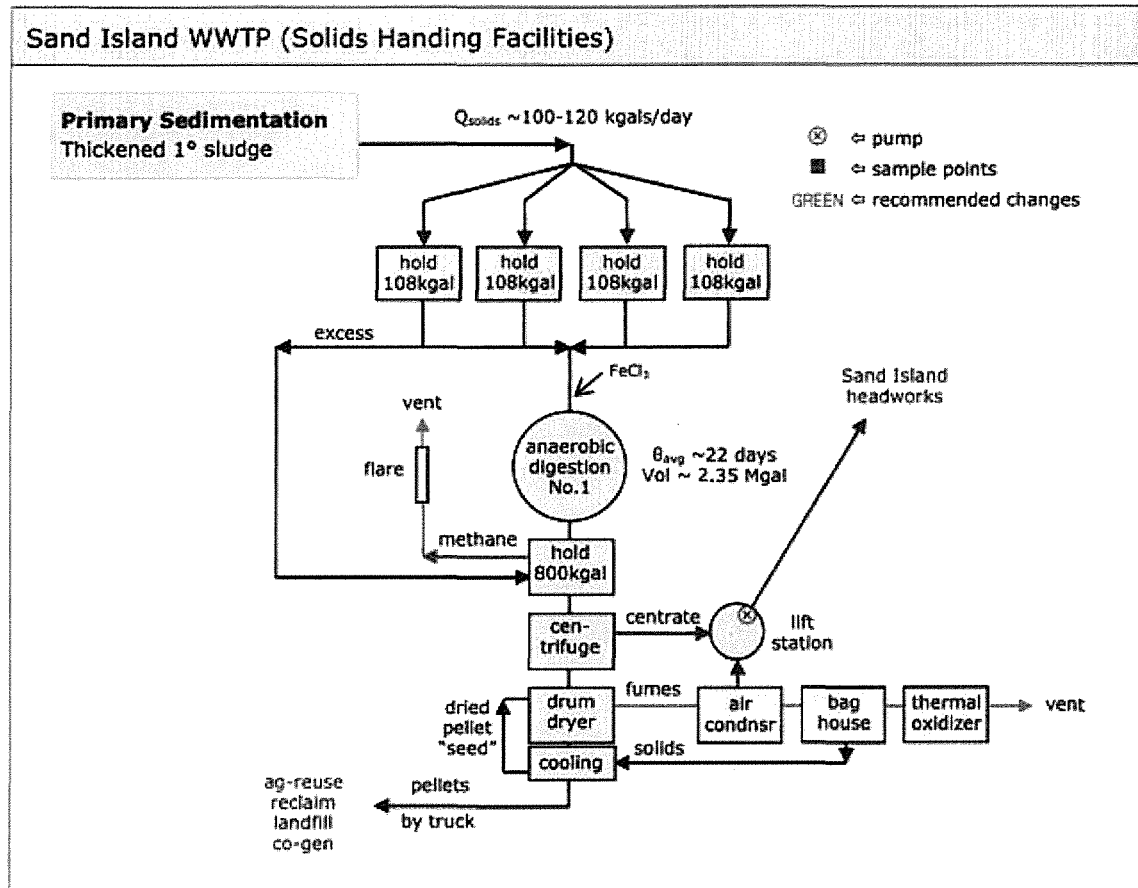 Sand Island WWTP (Solids Handing Facilities)
Primary Sedimentation
Thickened 1° sludge
Qsolids ~100-120 kgals/day
⊗ ⇦ pump
■ ⇦ sample points
GREEN ⇦ recommended changes
hold
108kgal
hold
108kgal
hold
108kgal
hold
108kgal
excess
FeCl₃
Sand Island
headworks
vent
flare
anaerobic
digestion
No.1
θavg ~22 days
Vol ~ 2.35 Mgal
methane
hold
800kgal
cen-
trifuge
centrate
lift
station
dried
pellet
"seed"
drum
dryer
fumes
air
condnsr
bag
house
thermal
oxidizer
vent
cooling
solids
ag-reuse
reclaim
landfill
co-gen
pellets
by truck